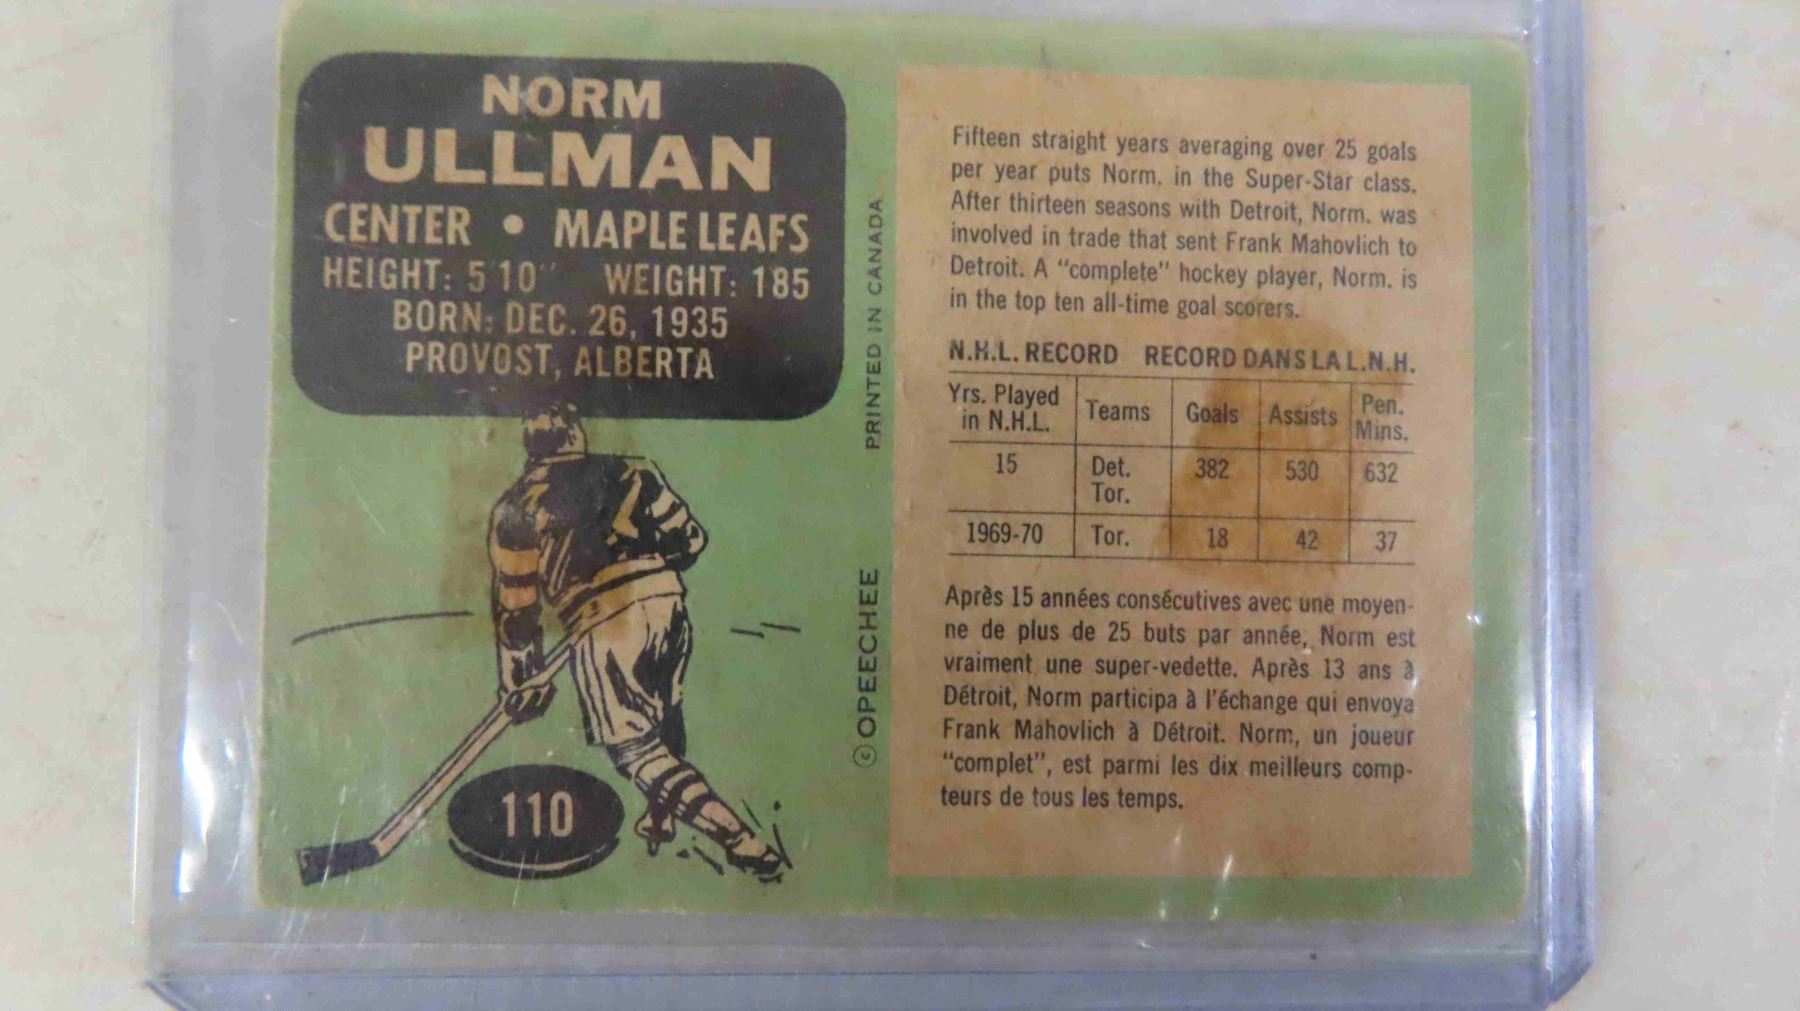 NORM
ULLMAN
CENTER • MAPLE LEAFS
HEIGHT: 5'10" WEIGHT: 185
BORN: DEC. 26, 1935
PROVOST, ALBERTA
110
PRINTED IN CANADA
© OPEECHEE
Fifteen straight years averaging over 25 goals
per year puts Norm. in the Super-Star class.
After thirteen seasons with Detroit, Norm. was
involved in trade that sent Frank Mahovlich to
Detroit. A "complete" hockey player, Norm. is
in the top ten all-time goal scorers.
N.H.L. RECORD RECORD DANS LA L.N.H.
Yrs. Played
in N.H.L. Teams Goals Assists Pen.
Mins.
15 Det.
Tor. 382 530 632
1969-70 Tor. 18 42 37
Après 15 années consécutives avec une moyen-
ne de plus de 25 buts par année, Norm est
vraiment une super-vedette. Après 13 ans à
Détroit, Norm participa à l'échange qui envoya
Frank Mahovlich à Détroit. Norm, un joueur
"complet", est parmi les dix meilleurs comp-
teurs de tous les temps.